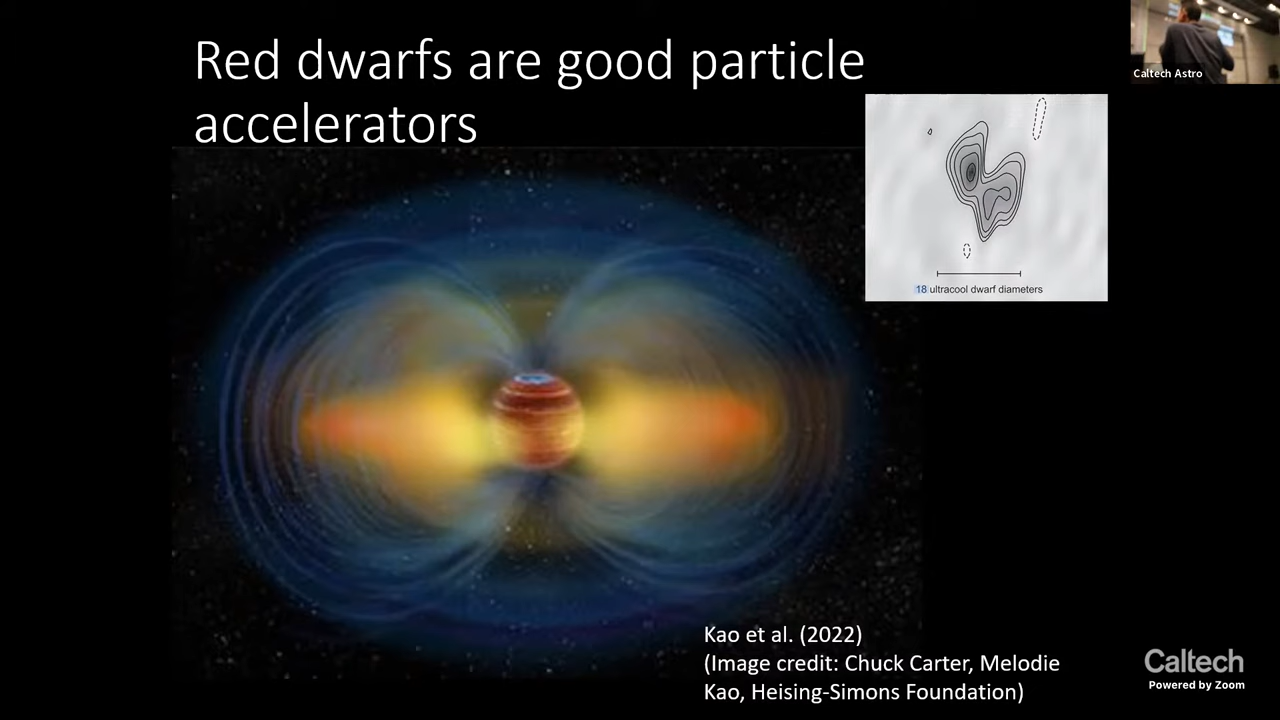 Red dwarfs are good particle
accelerators
Caltech Astro
18 ultracool dwarf diameters
Kao et al. (2022)
(Image credit: Chuck Carter, Melodie
Kao, Heising-Simons Foundation)
Caltech
Powered by Zoom